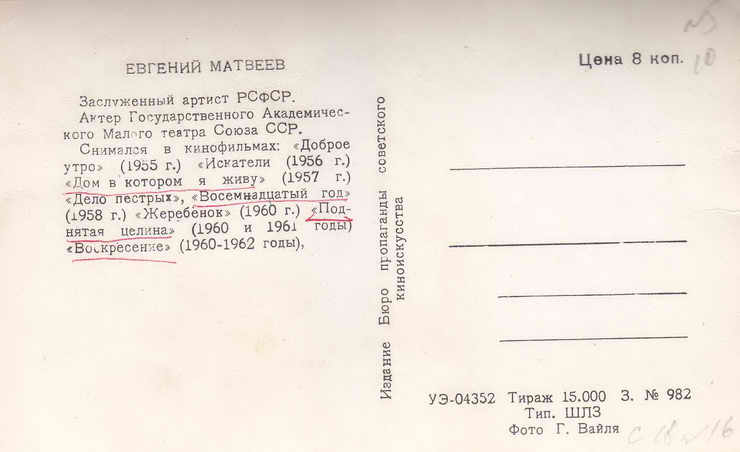 ЕВГЕНИЙ МАТВЕЕВ
Заслуженный артист РСФСР.
Актер Государственного Академичес-
кого Малого театра Союза ССР.
Снимался в кинофильмах: «Доброе
утро» (1955 г.) «Искатели (1956 г.)
«Дом в котором я живу» (1957 г.)
«Дело пестрых», «Восемнадцатый год»
(1958 г.) «Жеребенок» (1960 г.) «Под-
нятая целина» (1960 и 1961 годы)
«Воскресение» (1960-1962 годы),
Издание Бюро пропаганды советского
киноискусства
Цена 8 коп.
10
УЭ-04352 Тираж 15.000 З. № 982
Тип. ШЛЗ
Фото Г. Вайля